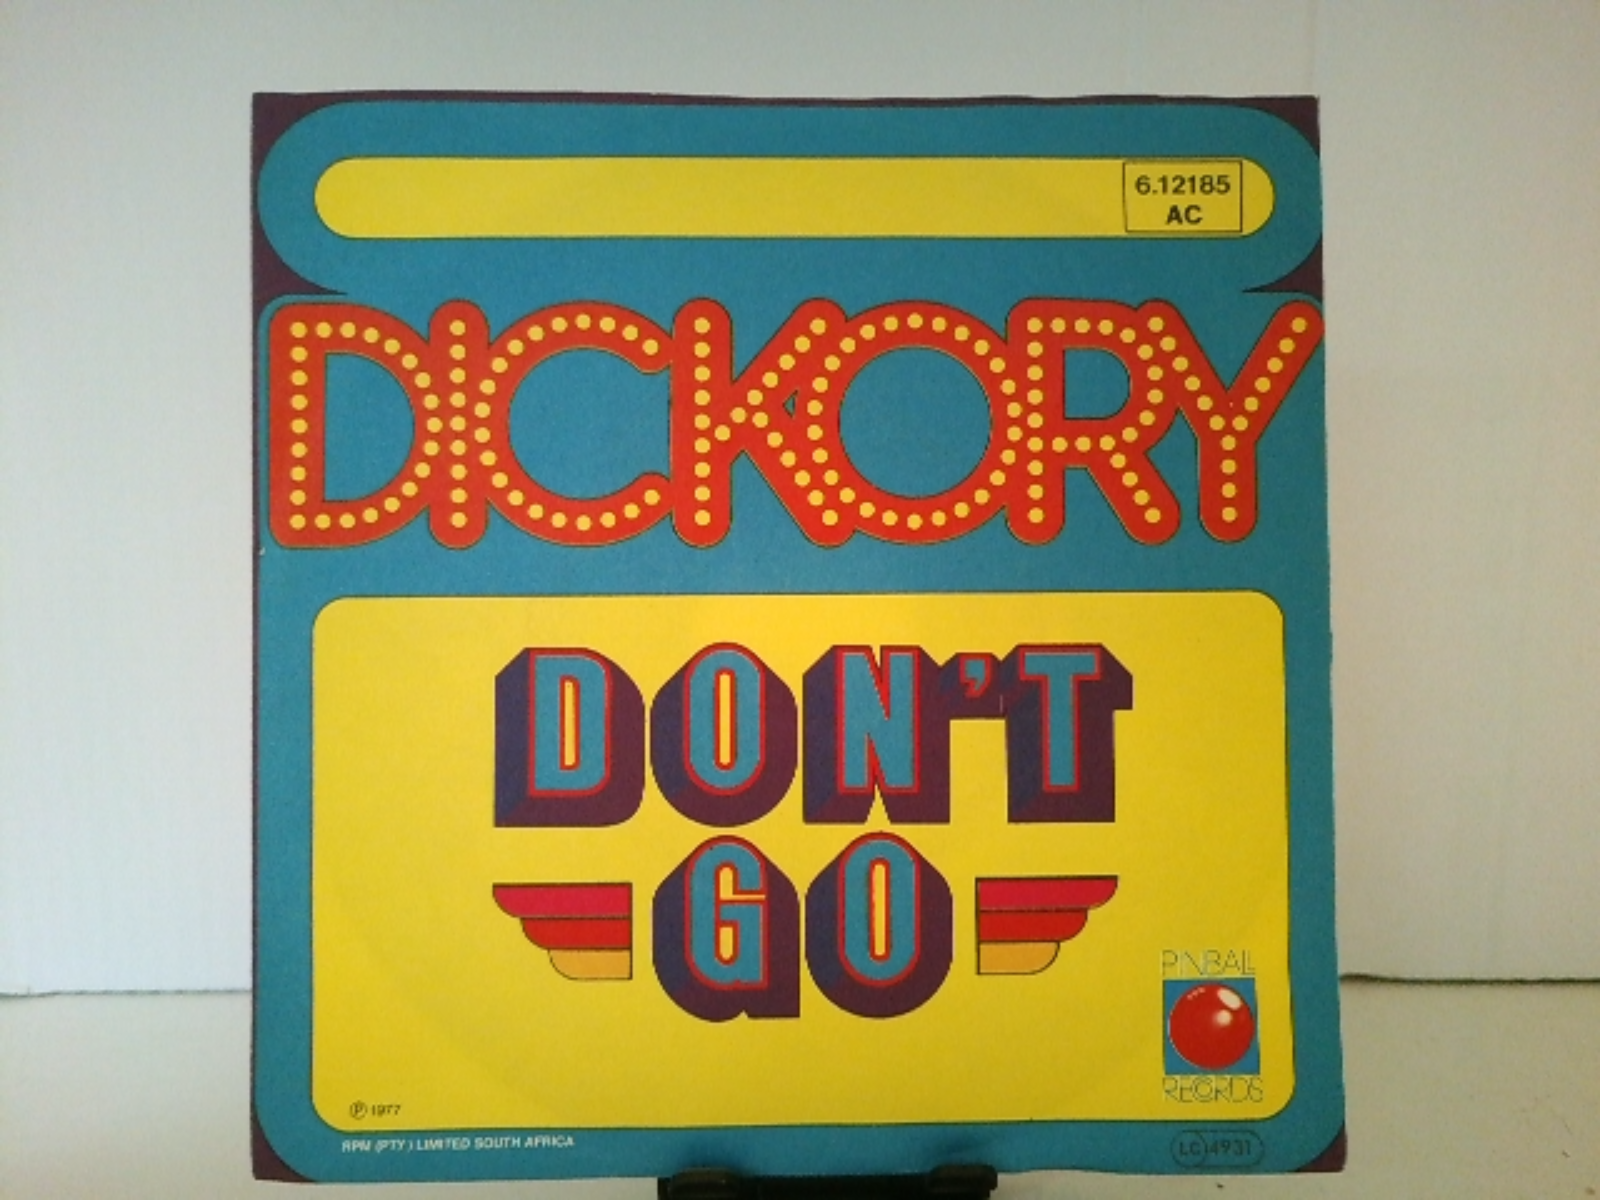 6.12185
AC
DICKORY
DON'T
GO
PINBALL
RECORDS
℗ 1977
RPM (PTY) LIMITED SOUTH AFRICA
LC 4931